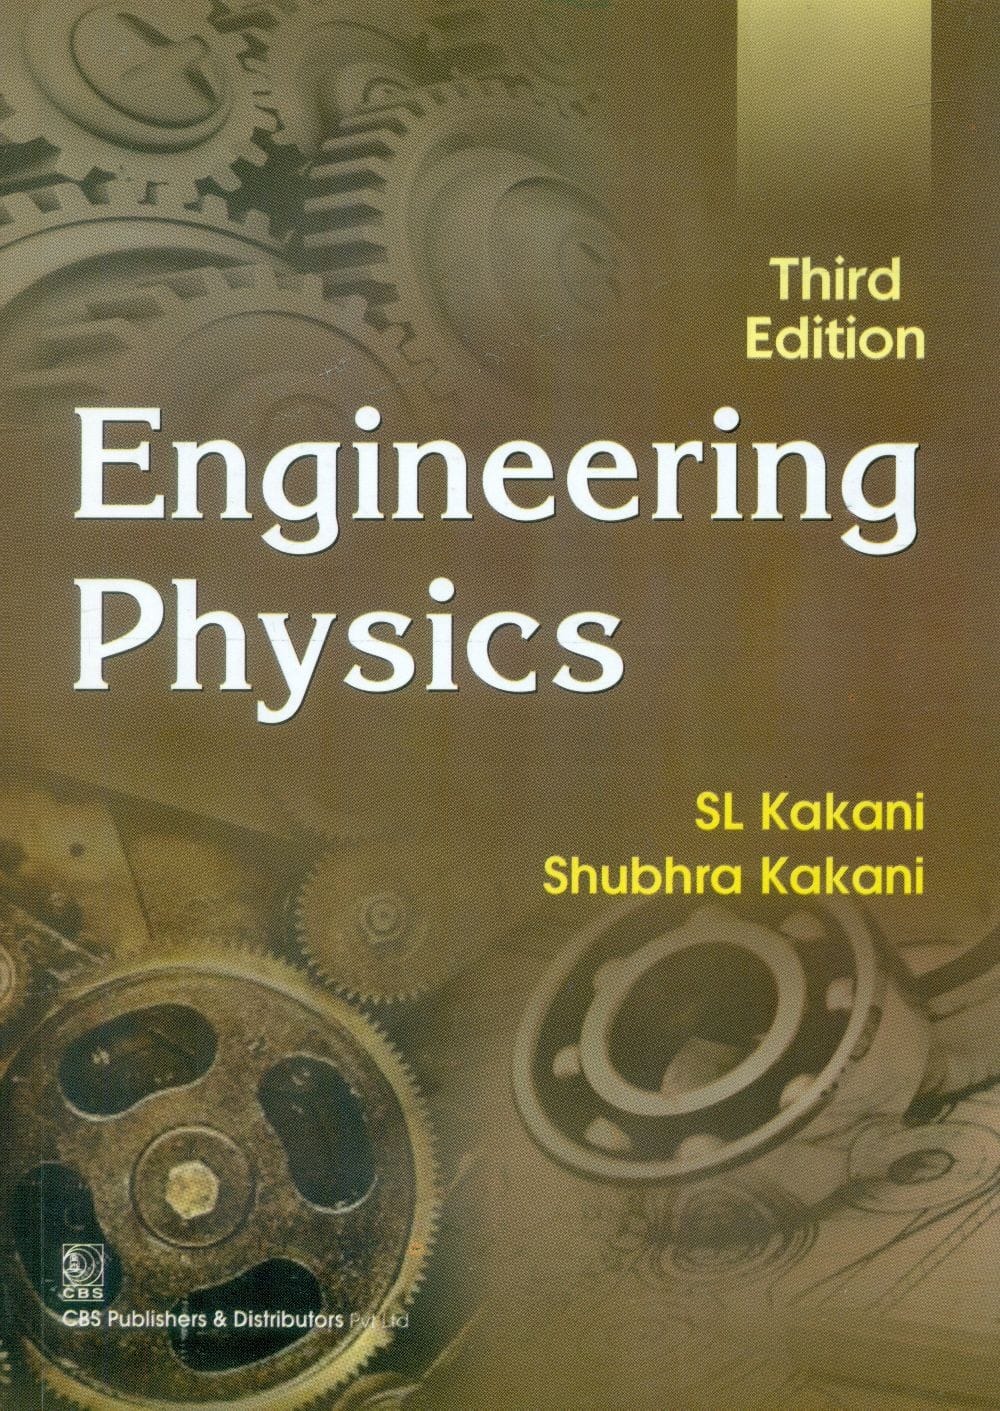 Third
Edition
Engineering
Physics
SL Kakani
Shubhra Kakani
CBS
CBS Publishers & Distributors Pvt Ltd